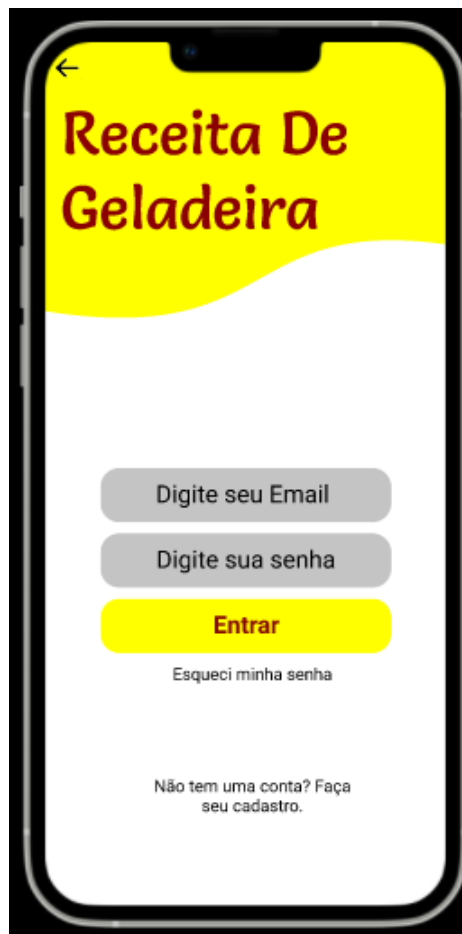 Receita De
Geladeira
Digite seu Email
Digite sua senha
Entrar
Esqueci minha senha
Não tem uma conta? Faça
seu cadastro.